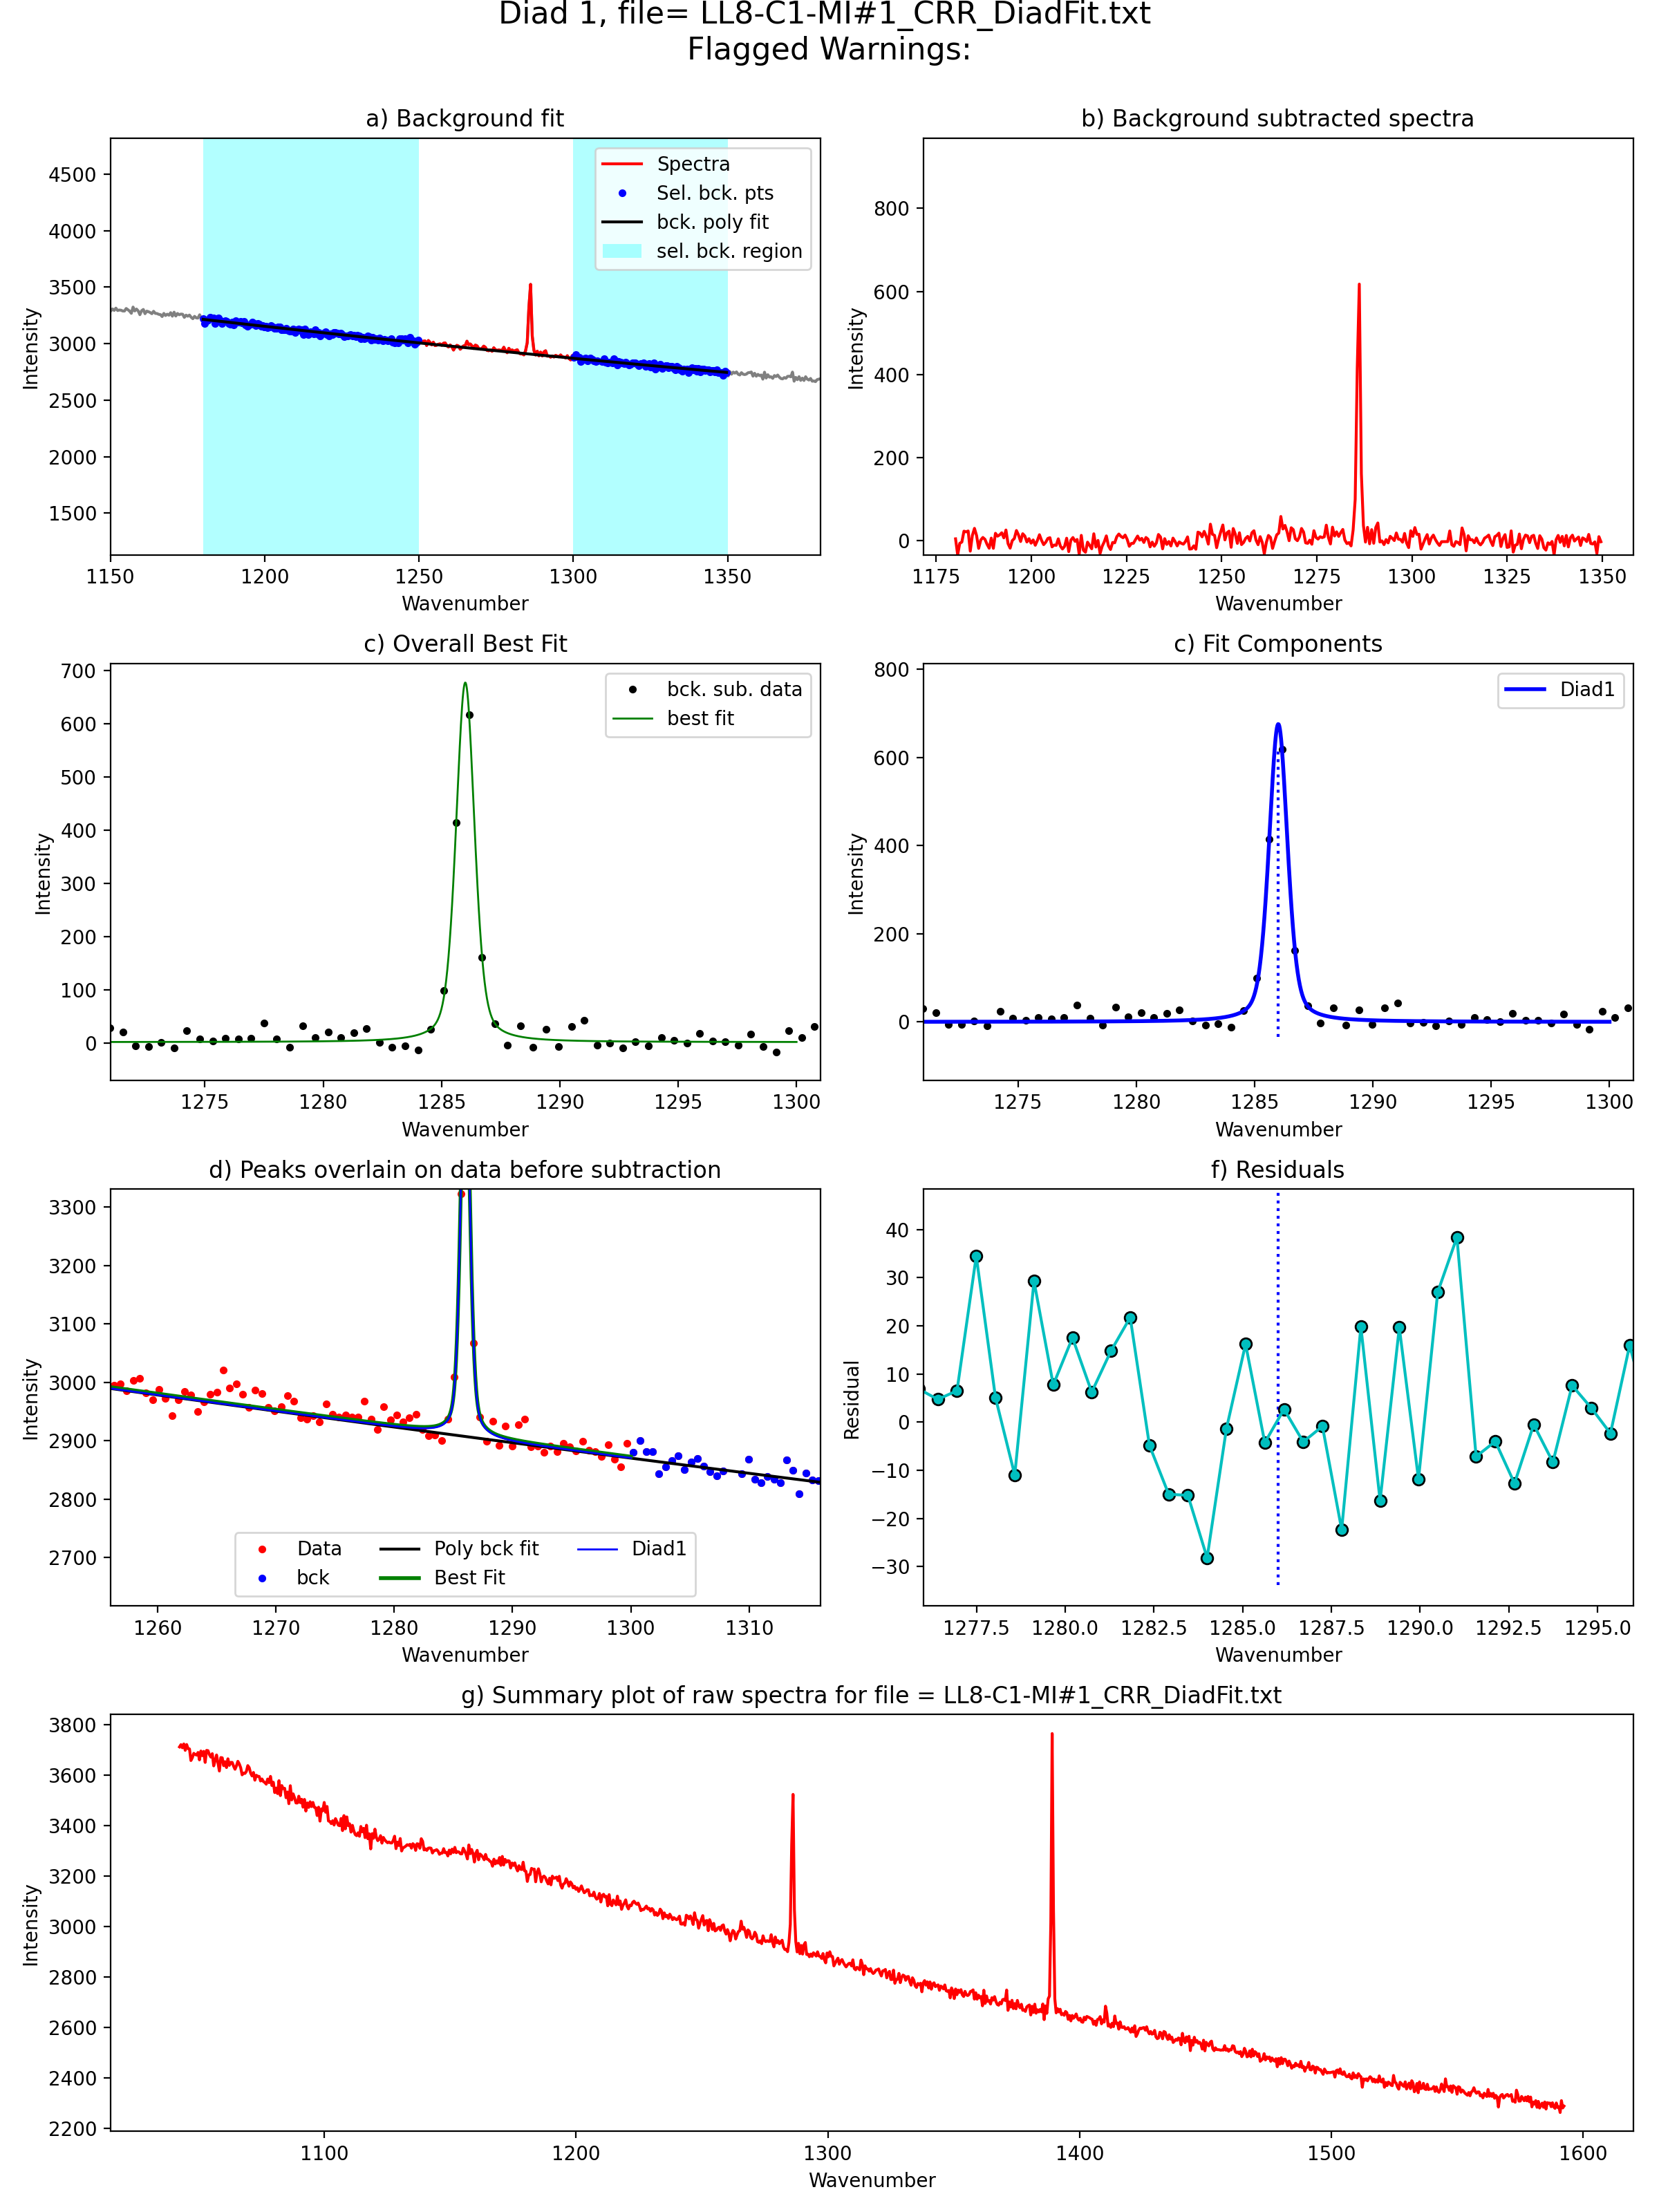 Diad 1, file= LL8-C1-MI#1_CRR_DiadFit.txt
Flagged Warnings:
a) Background fit
4500
4000
3500
3000
2500
2000
1500
Intensity
Spectra
Sel. bck. pts
bck. poly fit
sel. bck. region
1150 1200 1250 1300 1350
Wavenumber
b) Background subtracted spectra
800
600
400
200
0
Intensity
1175 1200 1225 1250 1275 1300 1325 1350
Wavenumber
c) Overall Best Fit
700
600
500
400
300
200
100
0
Intensity
bck. sub. data
best fit
1275 1280 1285 1290 1295 1300
Wavenumber
c) Fit Components
800
600
400
200
0
Intensity
Diad1
1275 1280 1285 1290 1295 1300
Wavenumber
d) Peaks overlain on data before subtraction
3300
3200
3100
3000
2900
2800
2700
Intensity
Data
bck
Poly bck fit
Best Fit
Diad1
1260 1270 1280 1290 1300 1310
Wavenumber
f) Residuals
40
30
20
10
0
−10
−20
−30
Residual
1277.5 1280.0 1282.5 1285.0 1287.5 1290.0 1292.5 1295.0
Wavenumber
g) Summary plot of raw spectra for file = LL8-C1-MI#1_CRR_DiadFit.txt
3800
3600
3400
3200
3000
2800
2600
2400
2200
Intensity
1100 1200 1300 1400 1500 1600
Wavenumber